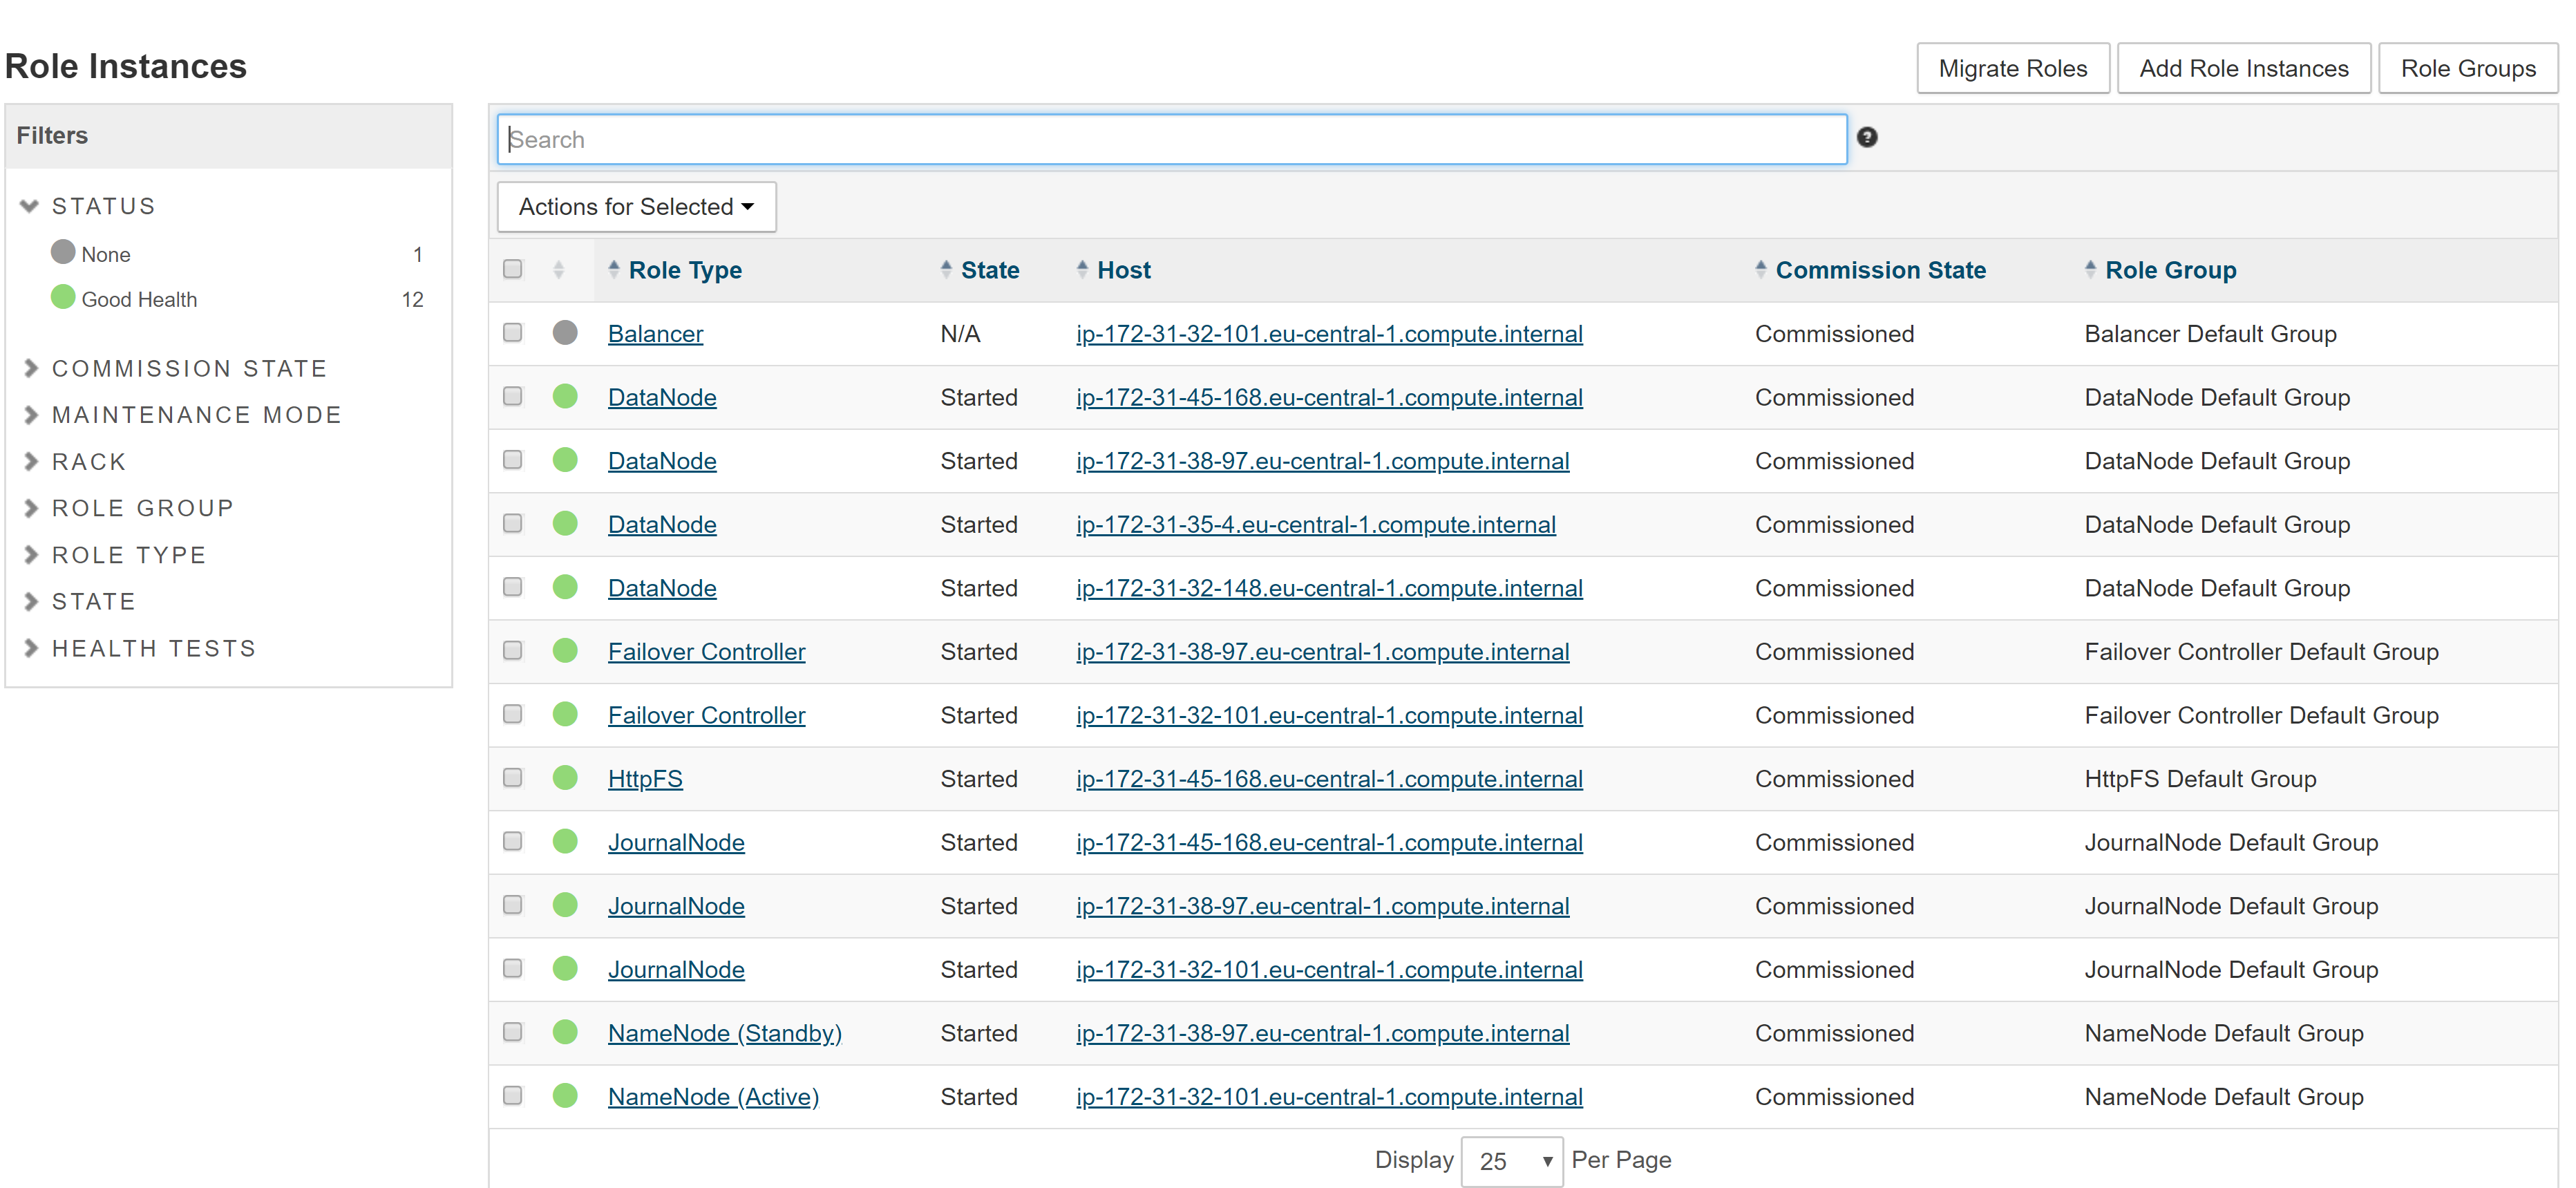 Role Instances
Migrate Roles
Add Role Instances
Role Groups
Filters
STATUS
None 1
Good Health 12
COMMISSION STATE
MAINTENANCE MODE
RACK
ROLE GROUP
ROLE TYPE
STATE
HEALTH TESTS
Search
?
Actions for Selected
Role Type State Host Commission State Role Group
Balancer N/A ip-172-31-32-101.eu-central-1.compute.internal Commissioned Balancer Default Group
DataNode Started ip-172-31-45-168.eu-central-1.compute.internal Commissioned DataNode Default Group
DataNode Started ip-172-31-38-97.eu-central-1.compute.internal Commissioned DataNode Default Group
DataNode Started ip-172-31-35-4.eu-central-1.compute.internal Commissioned DataNode Default Group
DataNode Started ip-172-31-32-148.eu-central-1.compute.internal Commissioned DataNode Default Group
Failover Controller Started ip-172-31-38-97.eu-central-1.compute.internal Commissioned Failover Controller Default Group
Failover Controller Started ip-172-31-32-101.eu-central-1.compute.internal Commissioned Failover Controller Default Group
HttpFS Started ip-172-31-45-168.eu-central-1.compute.internal Commissioned HttpFS Default Group
JournalNode Started ip-172-31-45-168.eu-central-1.compute.internal Commissioned JournalNode Default Group
JournalNode Started ip-172-31-38-97.eu-central-1.compute.internal Commissioned JournalNode Default Group
JournalNode Started ip-172-31-32-101.eu-central-1.compute.internal Commissioned JournalNode Default Group
NameNode (Standby) Started ip-172-31-38-97.eu-central-1.compute.internal Commissioned NameNode Default Group
NameNode (Active) Started ip-172-31-32-101.eu-central-1.compute.internal Commissioned NameNode Default Group
Display 25 Per Page